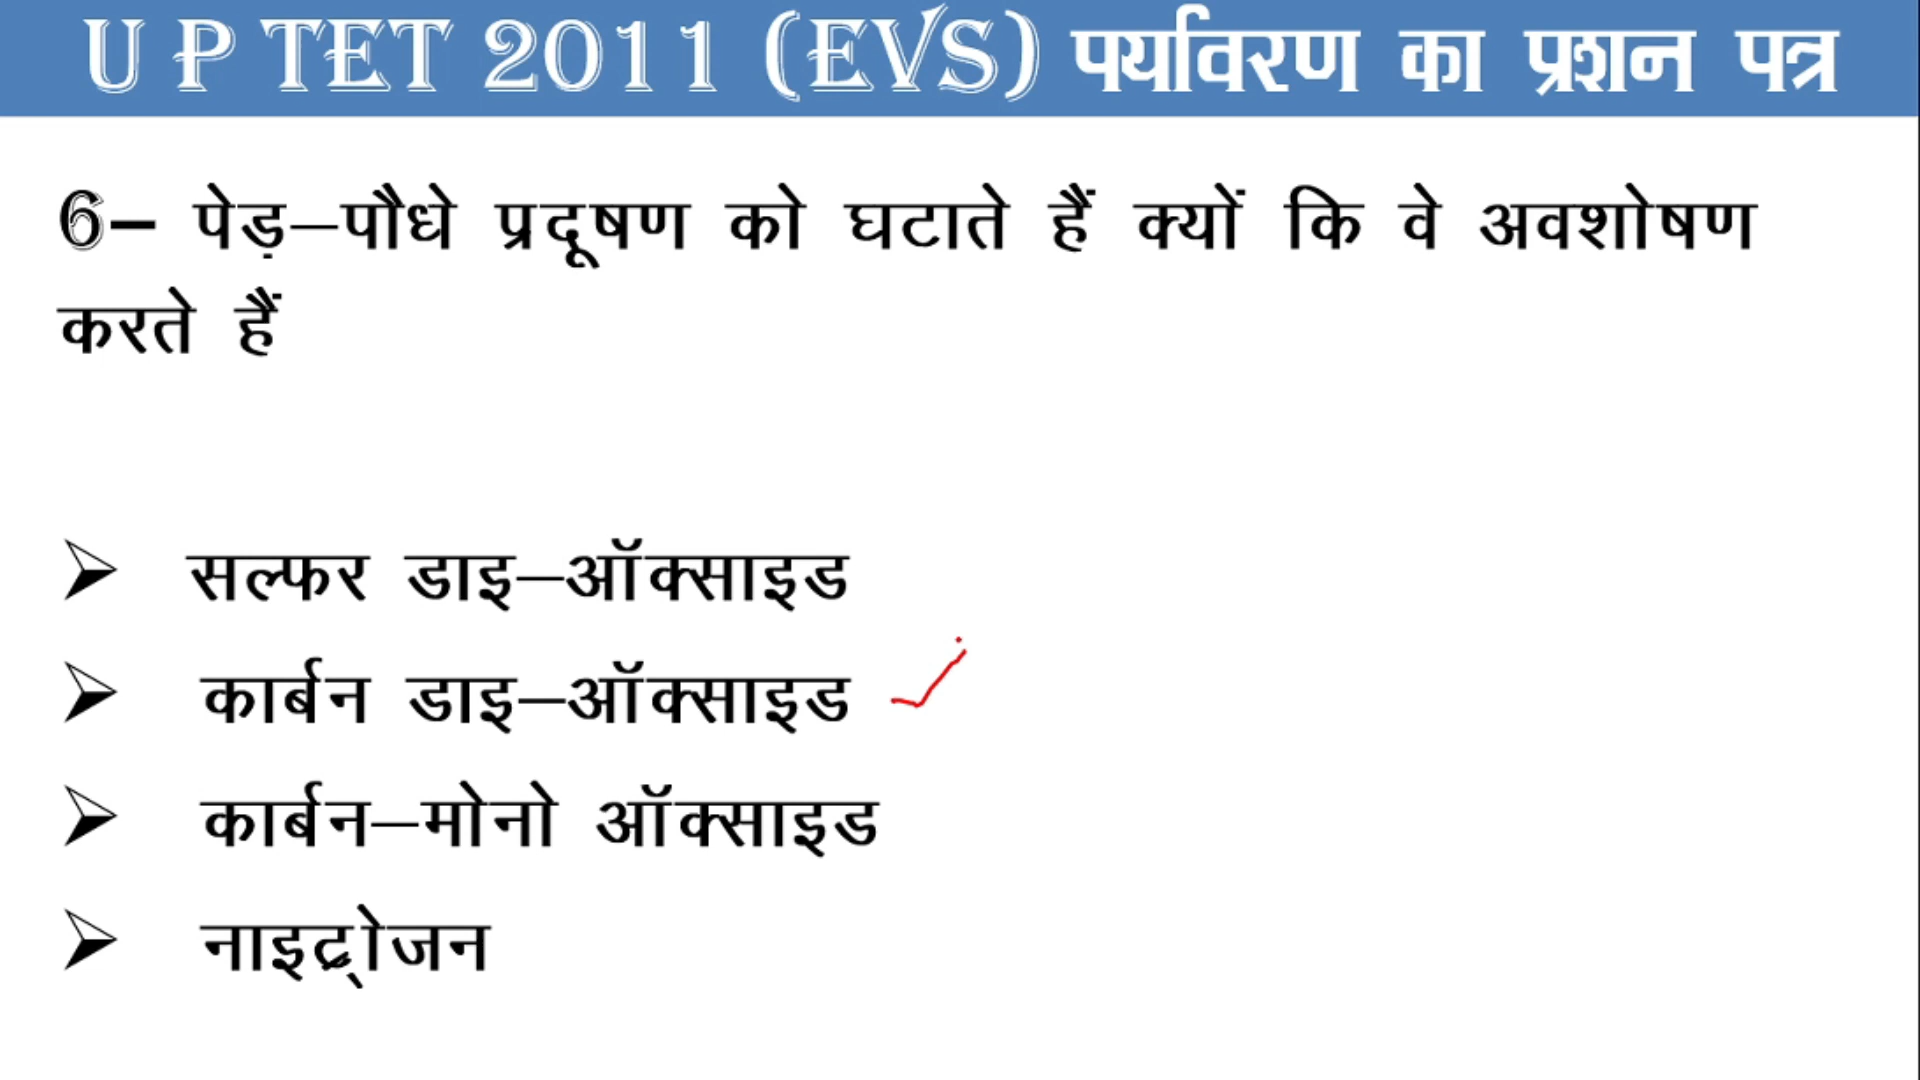 U P TET 2011 (EVS) पर्यावरण का प्रशन पत्र
6– पेड़–पौधे प्रदूषण को घटाते हैं क्यों कि वे अवशोषण
करते हैं
➢ सल्फर डाइ–ऑक्साइड
➢ कार्बन डाइ–ऑक्साइड
➢ कार्बन–मोनो ऑक्साइड
➢ नाइट्रोजन